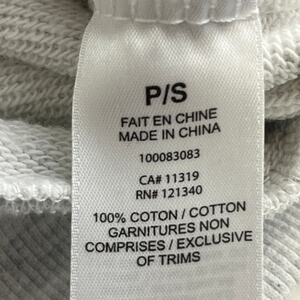 P/S
FAIT EN CHINE
MADE IN CHINA
100083083
CA# 11319
RN# 121340
100% COTON / COTTON
GARNITURES NON
COMPRISES / EXCLUSIVE
OF TRIMS